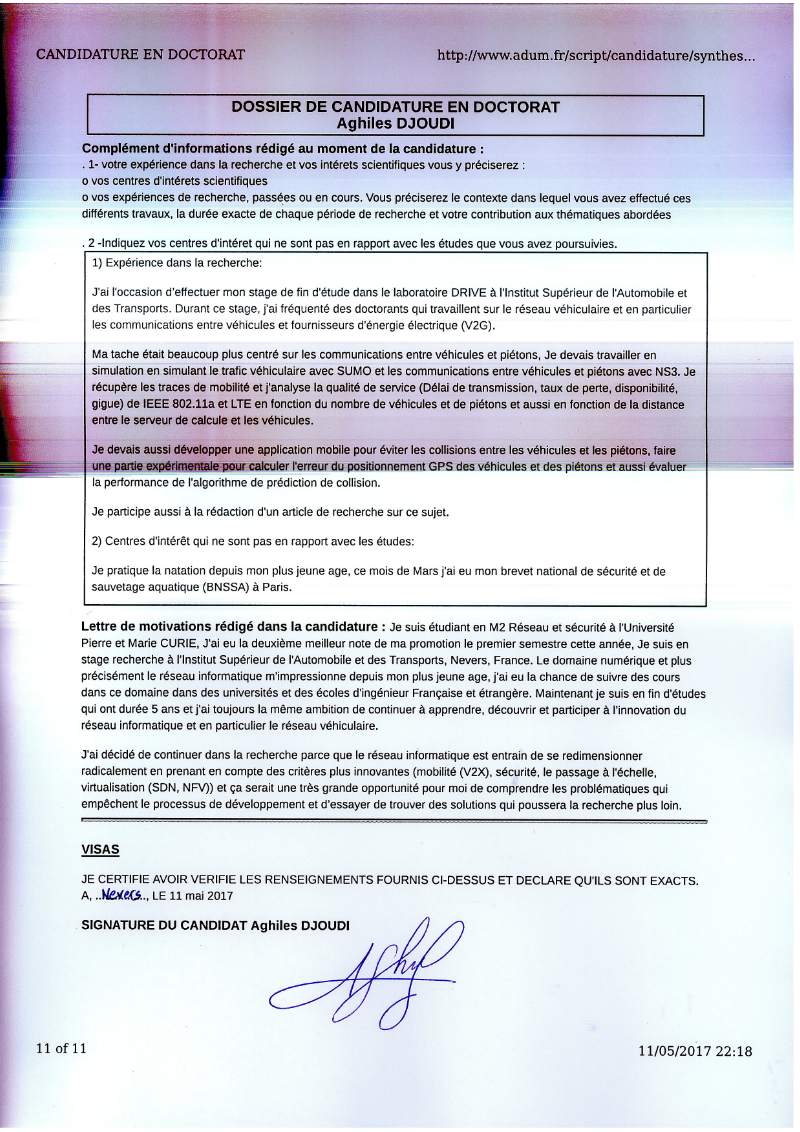 CANDIDATURE EN DOCTORAT http://www.adum.fr/script/candidature/synthes...
DOSSIER DE CANDIDATURE EN DOCTORAT
Aghiles DJOUDI
Complément d'informations rédigé au moment de la candidature :
. 1- votre expérience dans la recherche et vos intérets scientifiques vous y préciserez :
o vos centres d'intérets scientifiques
o vos expériences de recherche, passées ou en cours. Vous préciserez le contexte dans lequel vous avez effectué ces
différents travaux, la durée exacte de chaque période de recherche et votre contribution aux thématiques abordées
. 2 -Indiquez vos centres d'intéret qui ne sont pas en rapport avec les études que vous avez poursuivies.
1) Expérience dans la recherche:
J'ai l'occasion d'effectuer mon stage de fin d'étude dans le laboratoire DRIVE à l'Institut Supérieur de l'Automobile et
des Transports. Durant ce stage, j'ai fréquenté des doctorants qui travaillent sur le réseau véhiculaire et en particulier
les communications entre véhicules et fournisseurs d'énergie électrique (V2G).
Ma tache était beaucoup plus centré sur les communications entre véhicules et piétons, Je devais travailler en
simulation en simulant le trafic véhiculaire avec SUMO et les communications entre véhicules et piétons avec NS3. Je
récupère les traces de mobilité et j'analyse la qualité de service (Délai de transmission, taux de perte, disponibilité,
gigue) de IEEE 802.11a et LTE en fonction du nombre de véhicules et de piétons et aussi en fonction de la distance
entre le serveur de calcule et les véhicules.
Je devais aussi développer une application mobile pour éviter les collisions entre les véhicules et les piétons, faire
une partie expérimentale pour calculer l'erreur du positionnement GPS des véhicules et des piétons et aussi évaluer
la performance de l'algorithme de prédiction de collision.
Je participe aussi à la rédaction d'un article de recherche sur ce sujet.
2) Centres d'intérêt qui ne sont pas en rapport avec les études:
Je pratique la natation depuis mon plus jeune age, ce mois de Mars j'ai eu mon brevet national de sécurité et de
sauvetage aquatique (BNSSA) à Paris.
Lettre de motivations rédigé dans la candidature : Je suis étudiant en M2 Réseau et sécurité à l'Université
Pierre et Marie CURIE, J'ai eu la deuxième meilleur note de ma promotion le premier semestre cette année, Je suis en
stage recherche à l'Institut Supérieur de l'Automobile et des Transports, Nevers, France. Le domaine numérique et plus
précisément le réseau informatique m'impressionne depuis mon plus jeune age, j'ai eu la chance de suivre des cours
dans ce domaine dans des universités et des écoles d'ingénieur Française et étrangère. Maintenant je suis en fin d'études
qui ont durée 5 ans et j'ai toujours la même ambition de continuer à apprendre, découvrir et participer à l'innovation du
réseau informatique et en particulier le réseau véhiculaire.
J'ai décidé de continuer dans la recherche parce que le réseau informatique est entrain de se redimensionner
radicalement en prenant en compte des critères plus innovantes (mobilité (V2X), sécurité, le passage à l'échelle,
virtualisation (SDN, NFV)) et ça serait une très grande opportunité pour moi de comprendre les problématiques qui
empêchent le processus de développement et d'essayer de trouver des solutions qui poussera la recherche plus loin.
VISAS
JE CERTIFIE AVOIR VERIFIE LES RENSEIGNEMENTS FOURNIS CI-DESSUS ET DECLARE QU'ILS SONT EXACTS.
A, ..Nevers.., LE 11 mai 2017
SIGNATURE DU CANDIDAT Aghiles DJOUDI
11 of 11 11/05/2017 22:18